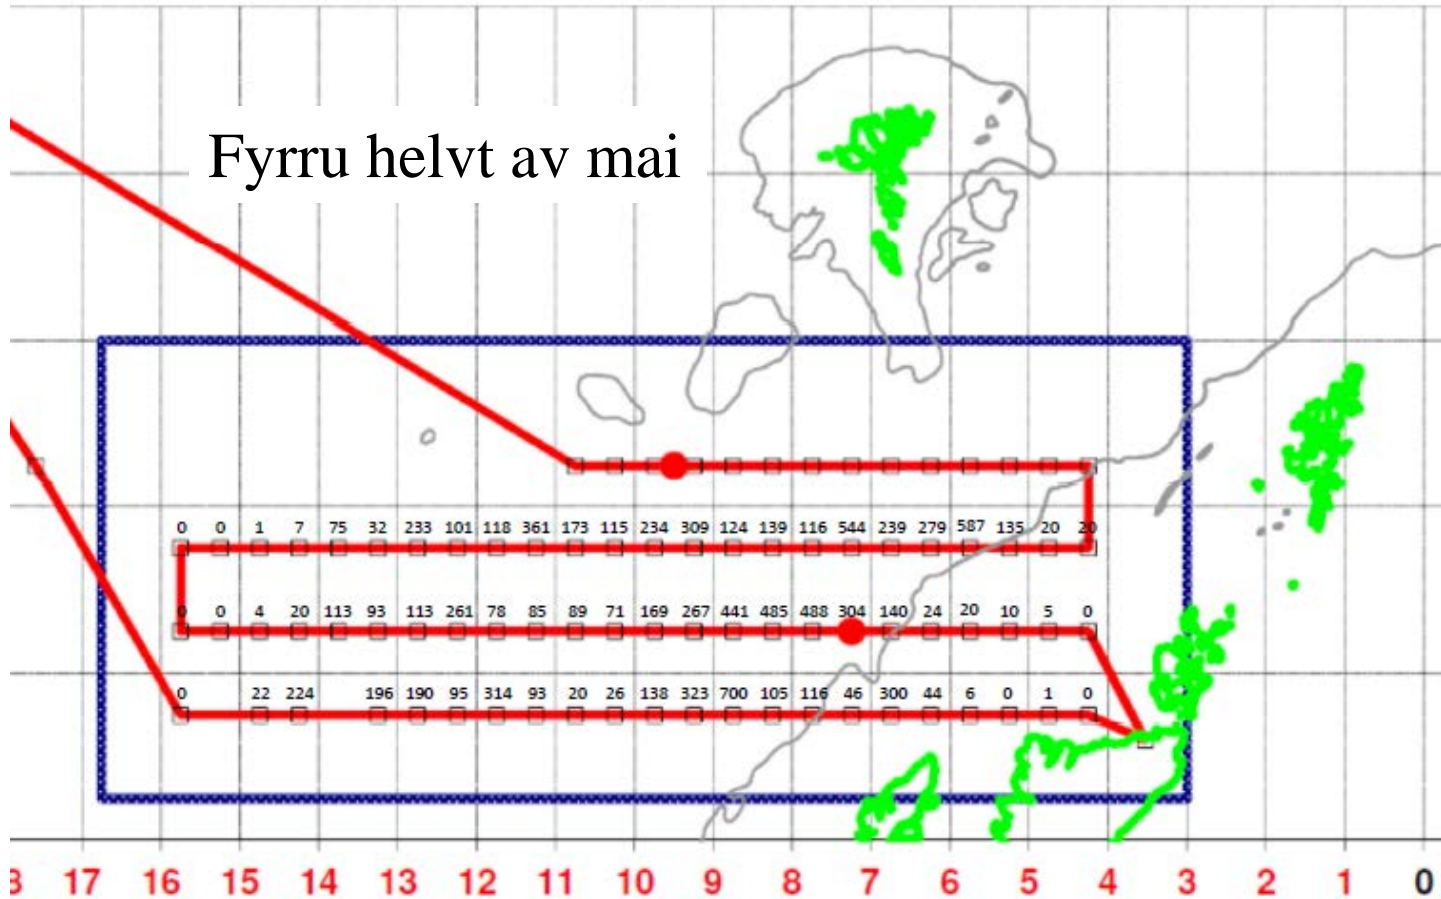 Fyrru helvt av mai
0 0 1 7 75 32 233 101 118 361 173 115 234 309 124 139 116 544 239 279 587 135 20 20
0 0 4 20 113 93 113 261 78 85 89 71 169 267 441 485 488 304 140 24 20 10 5 0
0 22 224 196 190 95 314 93 20 26 138 323 700 105 116 46 300 44 6 0 1 0
8 17 16 15 14 13 12 11 10 9 8 7 6 5 4 3 2 1 0